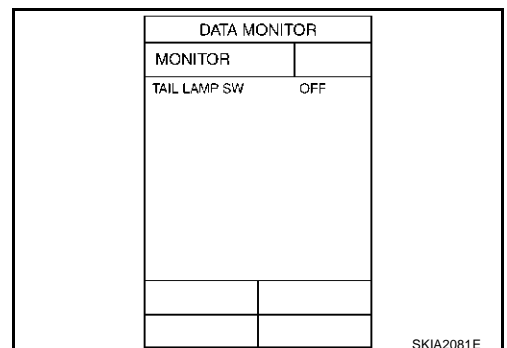 DATA MONITOR
MONITOR
TAIL LAMP SW OFF
SKIA2081E